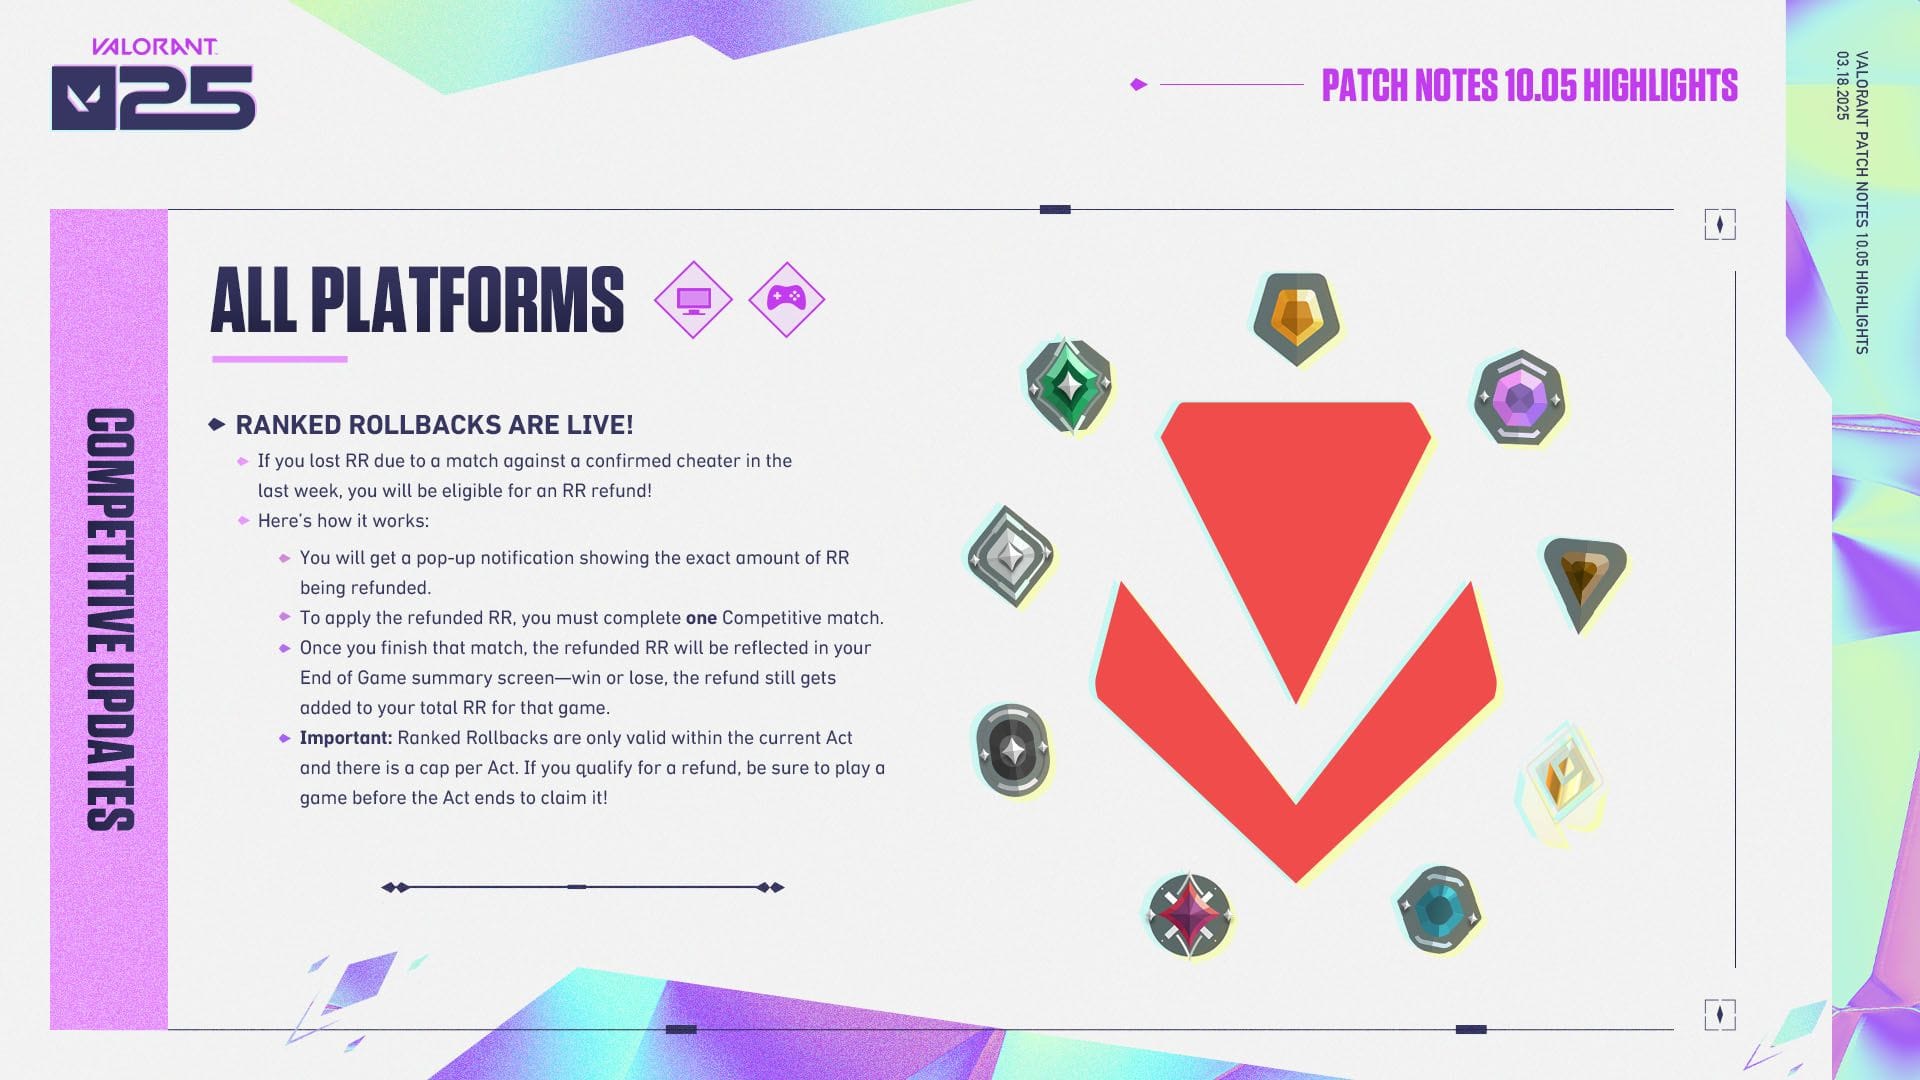 VALORANT
25
PATCH NOTES 10.05 HIGHLIGHTS
VALORANT PATCH NOTES 10.05 HIGHLIGHTS
03.18.2025
COMPETITIVE UPDATES
ALL PLATFORMS
RANKED ROLLBACKS ARE LIVE!
If you lost RR due to a match against a confirmed cheater in the
last week, you will be eligible for an RR refund!
Here's how it works:
You will get a pop-up notification showing the exact amount of RR
being refunded.
To apply the refunded RR, you must complete one Competitive match.
Once you finish that match, the refunded RR will be reflected in your
End of Game summary screen—win or lose, the refund still gets
added to your total RR for that game.
Important: Ranked Rollbacks are only valid within the current Act
and there is a cap per Act. If you qualify for a refund, be sure to play a
game before the Act ends to claim it!